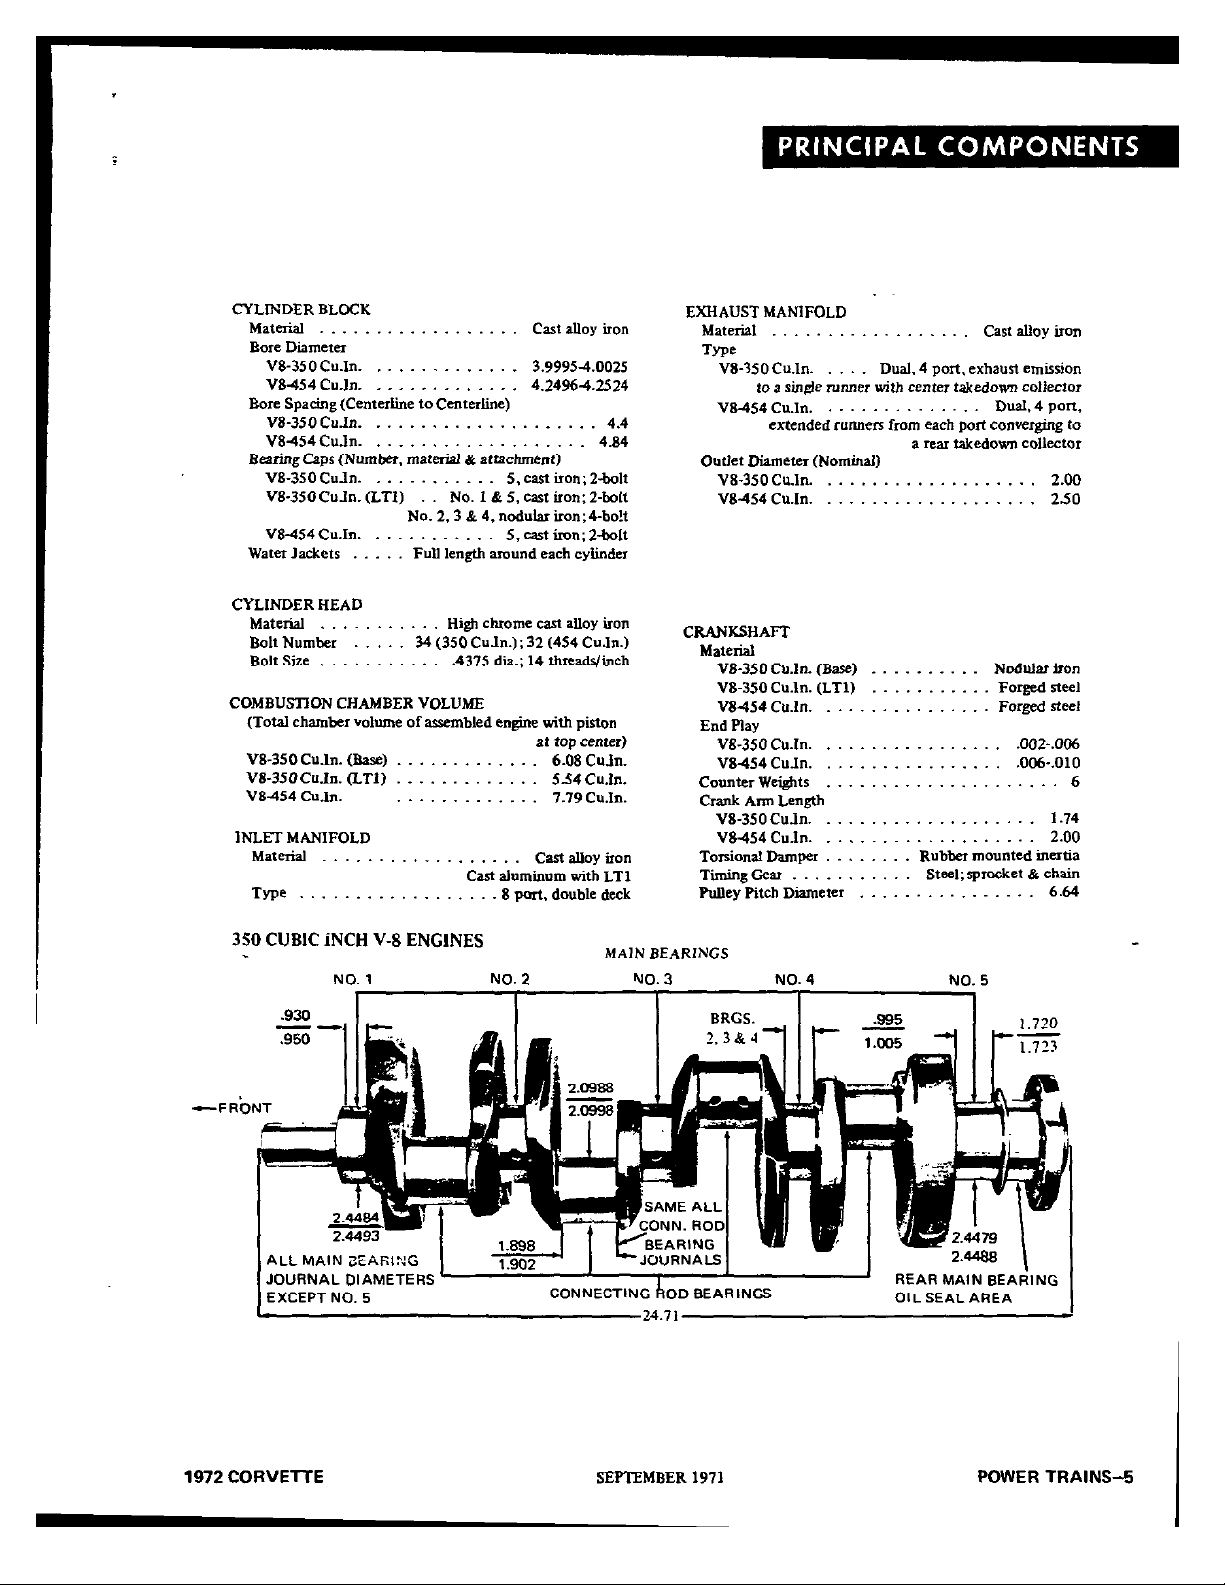 PRINCIPAL COMPONENTS
CYLINDER BLOCK
Material . . . . . . . . . . . . . . . . . . Cast alloy iron
Bore Diameter
V8-350 Cu.In. . . . . . . . . . . . . . 3.9995-4.0025
V8-454 Cu.In. . . . . . . . . . . . . . 4.2496-4.2524
Bore Spacing (Centerline to Centerline)
V8-350 Cu.In. . . . . . . . . . . . . . . . . . . . . 4.4
V8-454 Cu.In. . . . . . . . . . . . . . . . . . . . 4.84
Bearing Caps (Number, material & attachment)
V8-350 Cu.In. . . . . . . . . . . . 5, cast iron; 2-bolt
V8-350 Cu.In. (LT1) . . No. 1 & 5, cast iron; 2-bolt
No. 2, 3 & 4, nodular iron; 4-bolt
V8-454 Cu.In. . . . . . . . . . . . 5, cast iron; 2-bolt
Water Jackets . . . . . Full length around each cylinder
CYLINDER HEAD
Material . . . . . . . . . . . High chrome cast alloy iron
Bolt Number . . . . . 34 (350 Cu.In.); 32 (454 Cu.In.)
Bolt Size . . . . . . . . . . . .4375 dia.; 14 threads/inch
COMBUSTION CHAMBER VOLUME
(Total chamber volume of assembled engine with piston
at top center)
V8-350 Cu.In. (Base) . . . . . . . . . . . . . 6.08 Cu.In.
V8-350 Cu.In. (LT1) . . . . . . . . . . . . . 5.54 Cu.In.
V8-454 Cu.In. . . . . . . . . . . . . . 7.79 Cu.In.
INLET MANIFOLD
Material . . . . . . . . . . . . . . . . . . Cast alloy iron
Cast aluminum with LT1
Type . . . . . . . . . . . . . . . . . . 8 port, double deck
EXHAUST MANIFOLD
Material . . . . . . . . . . . . . . . . . . Cast alloy iron
Type
V8-350 Cu.In. . . . . Dual, 4 port, exhaust emission
to a single runner with center takedown collector
V8-454 Cu.In. . . . . . . . . . . . . . . Dual, 4 port,
extended runners from each port converging to
a rear takedown collector
Outlet Diameter (Nominal)
V8-350 Cu.In. . . . . . . . . . . . . . . . . . . . 2.00
V8-454 Cu.In. . . . . . . . . . . . . . . . . . . . 2.50
CRANKSHAFT
Material
V8-350 Cu.In. (Base) . . . . . . . . . . Nodular iron
V8-350 Cu.In. (LT1) . . . . . . . . . . . Forged steel
V8-454 Cu.In. . . . . . . . . . . . . . . . Forged steel
End Play
V8-350 Cu.In. . . . . . . . . . . . . . . . . .002-.006
V8-454 Cu.In. . . . . . . . . . . . . . . . . .006-.010
Counter Weights . . . . . . . . . . . . . . . . . . . . . 6
Crank Arm Length
V8-350 Cu.In. . . . . . . . . . . . . . . . . . . . 1.74
V8-454 Cu.In. . . . . . . . . . . . . . . . . . . . 2.00
Torsional Damper . . . . . . . . Rubber mounted inertia
Timing Gear . . . . . . . . . . . Steel; sprocket & chain
Pulley Pitch Diameter . . . . . . . . . . . . . . . . 6.64
350 CUBIC INCH V-8 ENGINES
MAIN BEARINGS
NO. 1 NO. 2 NO. 3 NO. 4 NO. 5
.930
.950
BRGS.
2, 3 & 4
.995
1.005
1.720
1.723
FRONT
2.0988
2.0998
2.4484
2.4493
ALL MAIN BEARING
JOURNAL DIAMETERS
EXCEPT NO. 5
1.898
1.902
SAME ALL
CONN. ROD
BEARING
JOURNALS
CONNECTING ROD BEARINGS
2.4479
2.4488
REAR MAIN BEARING
OIL SEAL AREA
24.71
1972 CORVETTE SEPTEMBER 1971 POWER TRAINS-5